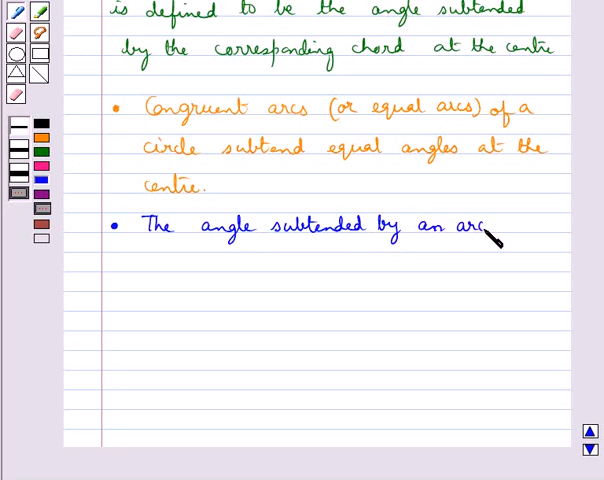 is defined to be the angle subtended
by the corresponding chord at the centre
• Congruent arcs (or equal arcs) of a
circle subtend equal angles at the
centre.
• The angle subtended by an arc